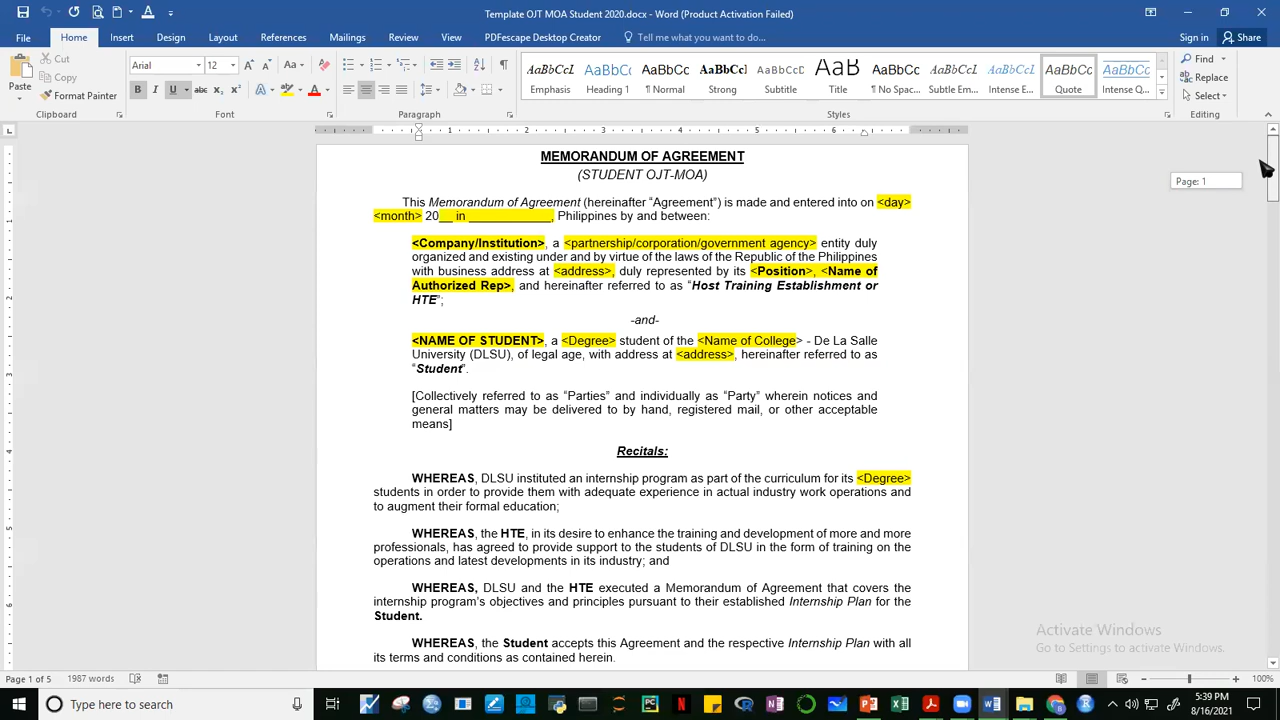 Template OJT MOA Student 2020.docx - Word (Product Activation Failed)
File Home Insert Design Layout References Mailings Review View PDFescape Desktop Creator Tell me what you want to do... Sign in Share
Paste
Cut
Copy
Format Painter
Clipboard
Arial 12
Font
Paragraph
AaBbCcL AaBbCc AaBbCc AaBbCcI AaBbCcI AaB AaBbCc AaBbCcI AaBbCcI AaBbCcI AaBbCcI
Emphasis Heading 1 ¶ Normal Strong Subtitle Title ¶ No Spac... Subtle Em... Intense E... Quote Intense Q...
Styles
Find
Replace
Select
Editing
1 2 3 4 5 6
Page: 1
MEMORANDUM OF AGREEMENT
(STUDENT OJT-MOA)
This Memorandum of Agreement (hereinafter “Agreement”) is made and entered into on <day>
<month> 20__ in ____________, Philippines by and between:
<Company/Institution>, a <partnership/corporation/government agency> entity duly
organized and existing under and by virtue of the laws of the Republic of the Philippines
with business address at <address>, duly represented by its <Position>, <Name of
Authorized Rep>, and hereinafter referred to as “Host Training Establishment or
HTE”;
-and-
<NAME OF STUDENT>, a <Degree> student of the <Name of College> - De La Salle
University (DLSU), of legal age, with address at <address>, hereinafter referred to as
“Student”.
[Collectively referred to as “Parties” and individually as “Party” wherein notices and
general matters may be delivered to by hand, registered mail, or other acceptable
means]
Recitals:
WHEREAS, DLSU instituted an internship program as part of the curriculum for its <Degree>
students in order to provide them with adequate experience in actual industry work operations and
to augment their formal education;
WHEREAS, the HTE, in its desire to enhance the training and development of more and more
professionals, has agreed to provide support to the students of DLSU in the form of training on the
operations and latest developments in its industry; and
WHEREAS, DLSU and the HTE executed a Memorandum of Agreement that covers the
internship program’s objectives and principles pursuant to their established Internship Plan for the
Student.
WHEREAS, the Student accepts this Agreement and the respective Internship Plan with all
its terms and conditions as contained herein.
Activate Windows
Go to Settings to activate Windows.
Page 1 of 5 1987 words 100%
Type here to search
5:39 PM
8/16/2021